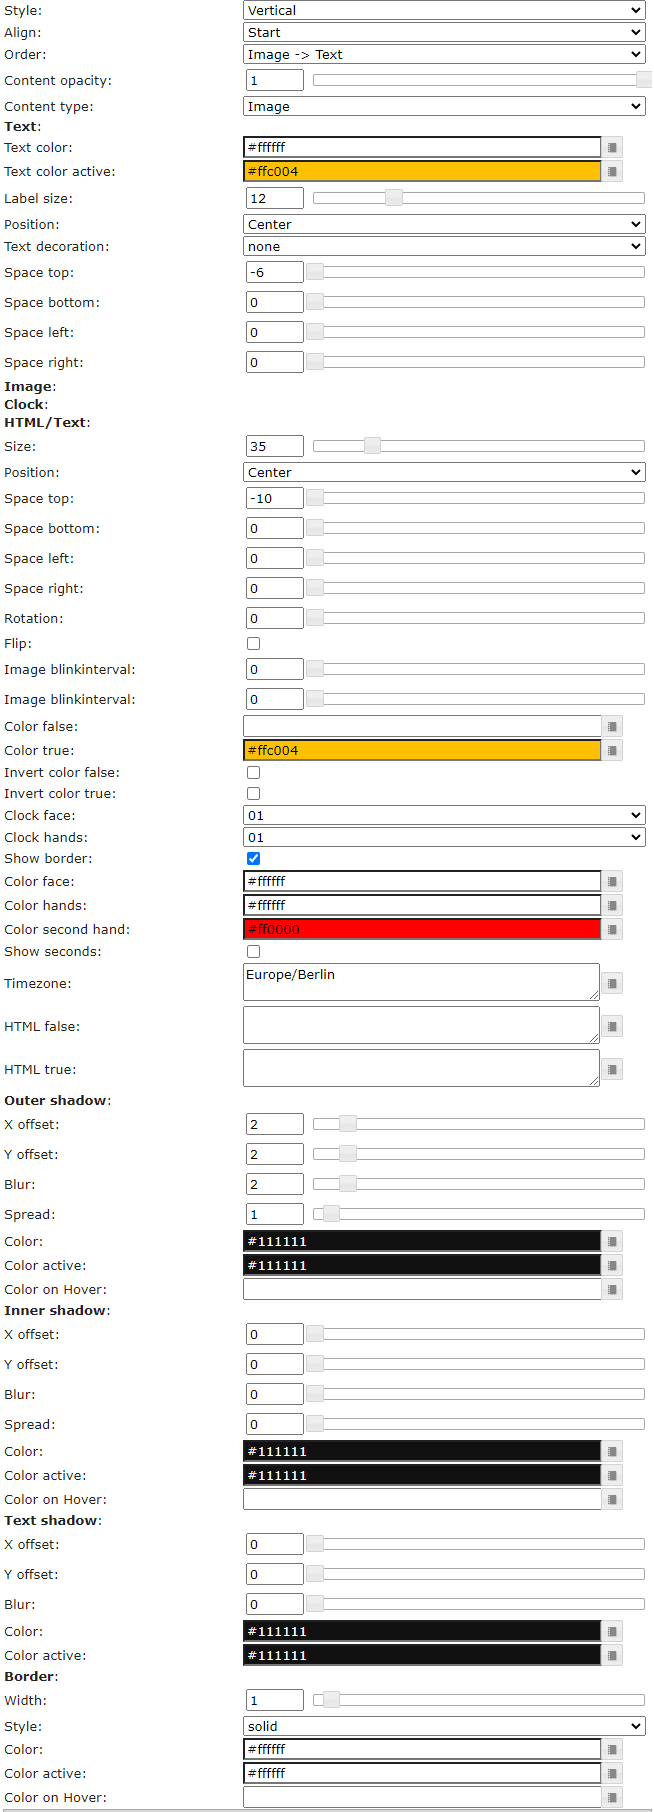 Style: Vertical
Align: Start
Order: Image -> Text
Content opacity: 1
Content type: Image
Text:
Text color: #ffffff
Text color active: #ffc004
Label size: 12
Position: Center
Text decoration: none
Space top: -6
Space bottom: 0
Space left: 0
Space right: 0
Image:
Clock:
HTML/Text:
Size: 35
Position: Center
Space top: -10
Space bottom: 0
Space left: 0
Space right: 0
Rotation: 0
Flip:
Image blinkinterval: 0
Image blinkinterval: 0
Color false:
Color true: #ffc004
Invert color false:
Invert color true:
Clock face: 01
Clock hands: 01
Show border:
Color face: #ffffff
Color hands: #ffffff
Color second hand: #ff0000
Show seconds:
Timezone: Europe/Berlin
HTML false:
HTML true:
Outer shadow:
X offset: 2
Y offset: 2
Blur: 2
Spread: 1
Color: #111111
Color active: #111111
Color on Hover:
Inner shadow:
X offset: 0
Y offset: 0
Blur: 0
Spread: 0
Color: #111111
Color active: #111111
Color on Hover:
Text shadow:
X offset: 0
Y offset: 0
Blur: 0
Color: #111111
Color active: #111111
Border:
Width: 1
Style: solid
Color: #ffffff
Color active: #ffffff
Color on Hover: